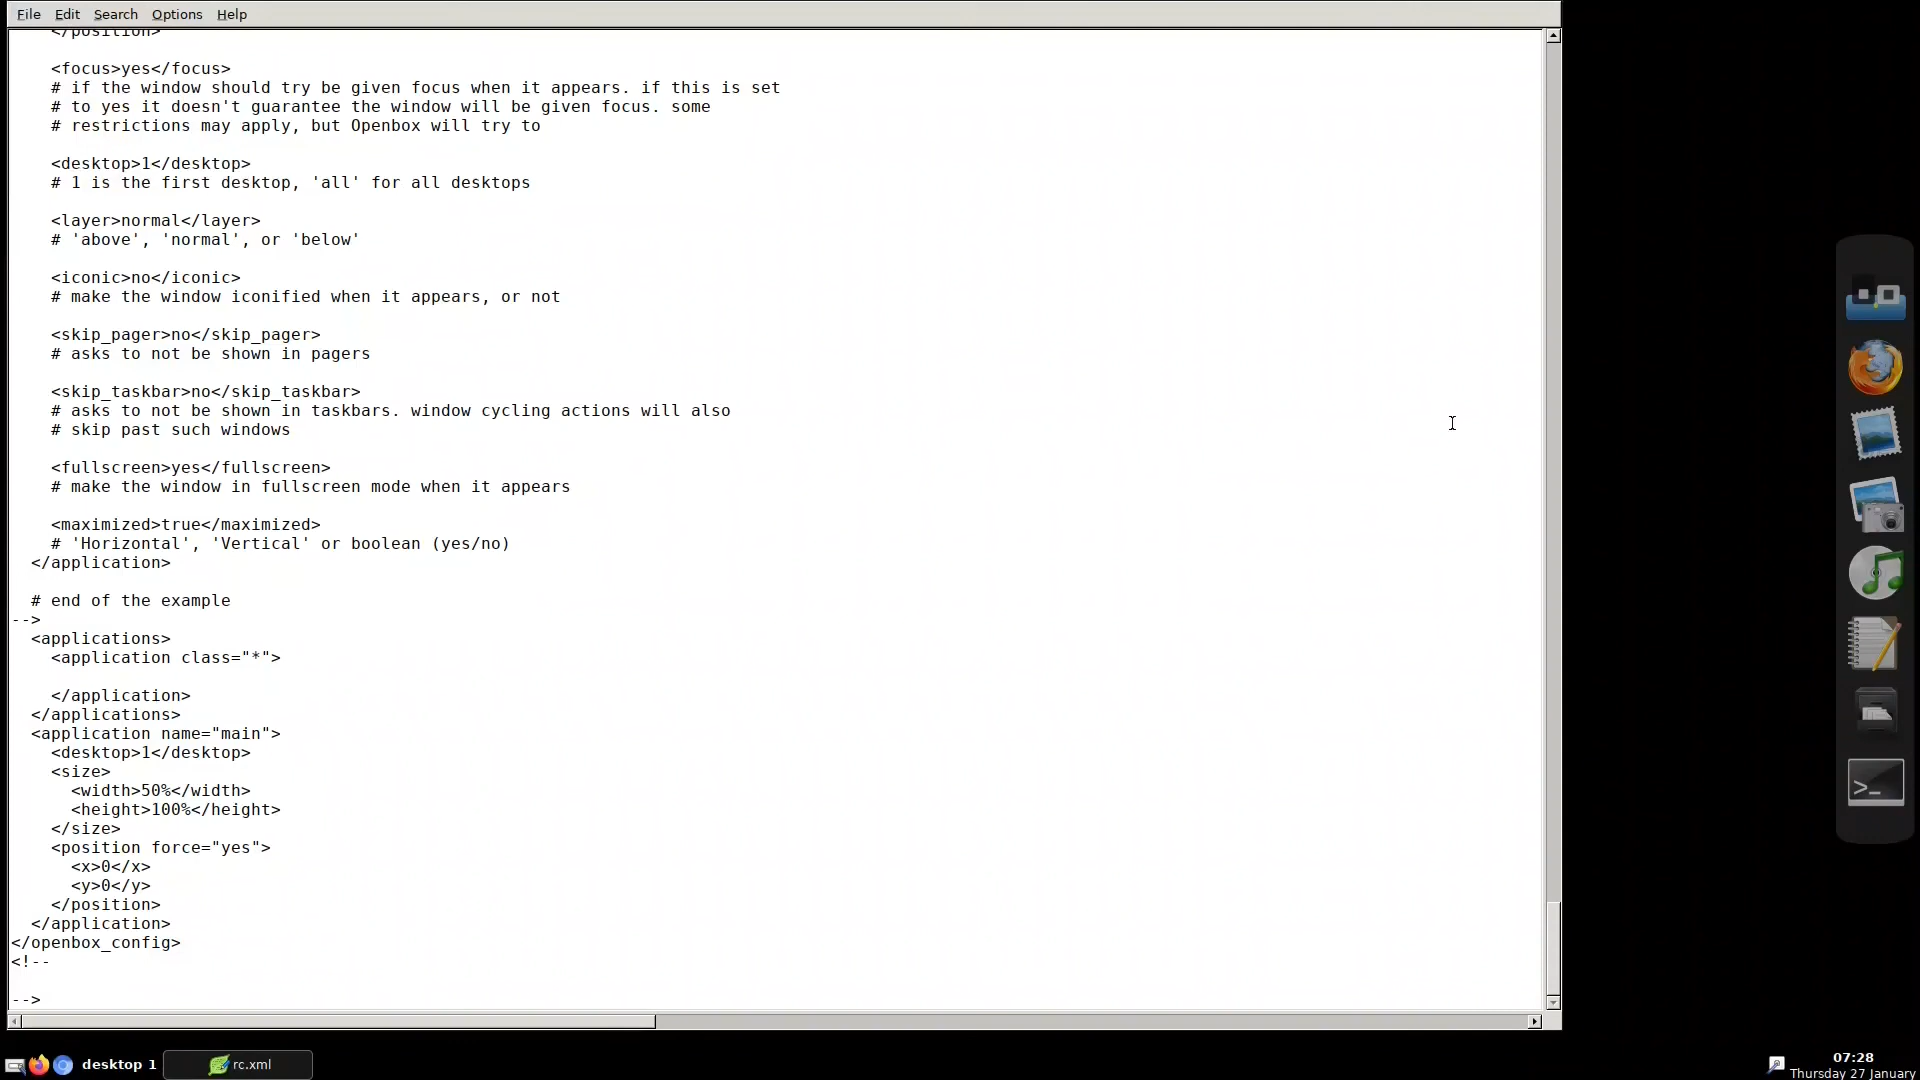 File Edit Search Options Help
</position>
<focus>yes</focus>
# if the window should try be given focus when it appears. if this is set
# to yes it doesn't guarantee the window will be given focus. some
# restrictions may apply, but Openbox will try to
<desktop>1</desktop>
# 1 is the first desktop, 'all' for all desktops
<layer>normal</layer>
# 'above', 'normal', or 'below'
<iconic>no</iconic>
# make the window iconified when it appears, or not
<skip_pager>no</skip_pager>
# asks to not be shown in pagers
<skip_taskbar>no</skip_taskbar>
# asks to not be shown in taskbars. window cycling actions will also
# skip past such windows
<fullscreen>yes</fullscreen>
# make the window in fullscreen mode when it appears
<maximized>true</maximized>
# 'Horizontal', 'Vertical' or boolean (yes/no)
</application>
# end of the example
-->
<applications>
<application class="*">
</application>
</applications>
<application name="main">
<desktop>1</desktop>
<size>
<width>50%</width>
<height>100%</height>
</size>
<position force="yes">
<x>0</x>
<y>0</y>
</position>
</application>
</openbox_config>
<!--
-->
>_
desktop 1
rc.xml
07:28
Thursday 27 January